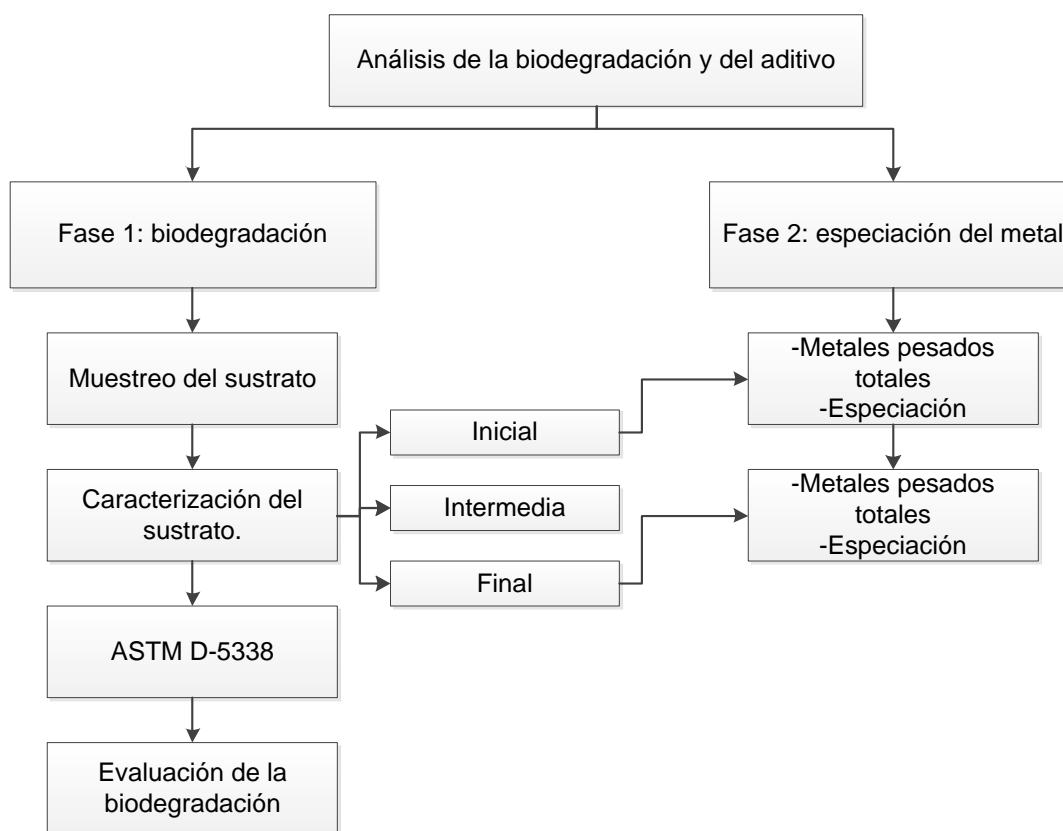 Análisis de la biodegradación y del aditivo
Fase 1: biodegradación
Fase 2: especiación del metal
Muestreo del sustrato
-Metales pesados
totales
-Especiación
Inicial
Caracterización del
sustrato.
Intermedia
-Metales pesados
totales
-Especiación
Final
ASTM D-5338
Evaluación de la
biodegradación